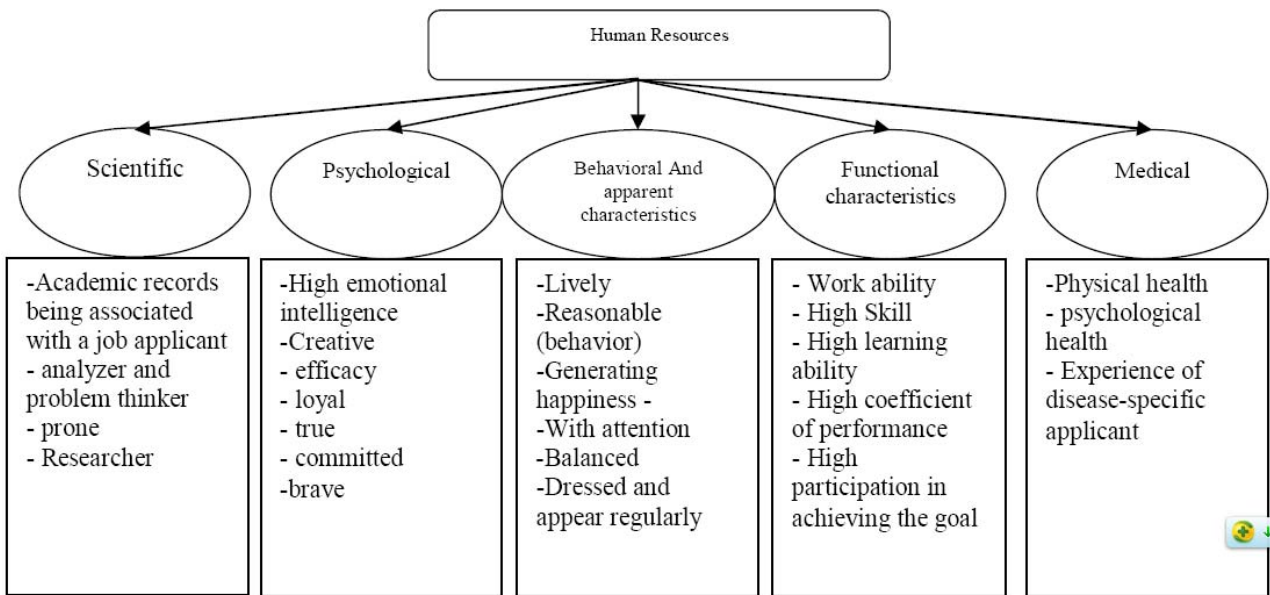 Human Resources
Scientific
Psychological
Behavioral And
apparent
characteristics
Functional
characteristics
Medical
-Academic records
being associated
with a job applicant
- analyzer and
problem thinker
- prone
- Researcher
-High emotional
intelligence
-Creative
- efficacy
- loyal
- true
- committed
-brave
-Lively
-Reasonable
(behavior)
-Generating
happiness -
-With attention
-Balanced
-Dressed and
appear regularly
- Work ability
- High Skill
- High learning
ability
- High coefficient
of performance
- High
participation in
achieving the goal
-Physical health
- psychological
health
- Experience of
disease-specific
applicant